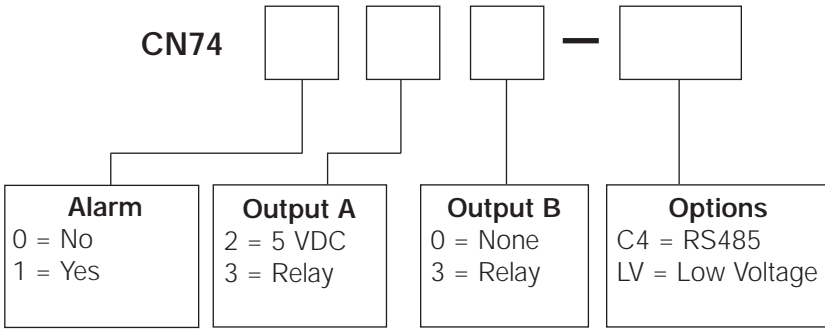 CN74 –
Alarm
0 = No
1 = Yes
Output A
2 = 5 VDC
3 = Relay
Output B
0 = None
3 = Relay
Options
C4 = RS485
LV = Low Voltage